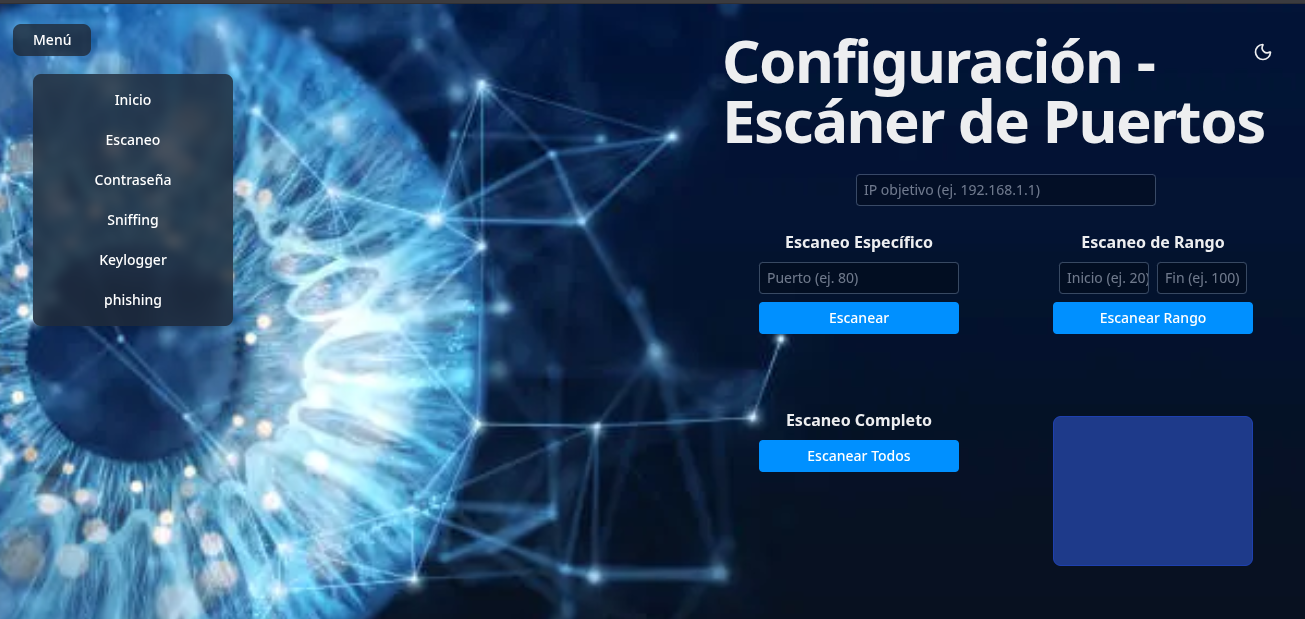 Menú
Inicio
Escaneo
Contraseña
Sniffing
Keylogger
phishing
Configuración -
Escáner de Puertos
IP objetivo (ej. 192.168.1.1)
Escaneo Específico
Puerto (ej. 80)
Escanear
Escaneo de Rango
Inicio (ej. 20)
Fin (ej. 100)
Escanear Rango
Escaneo Completo
Escanear Todos